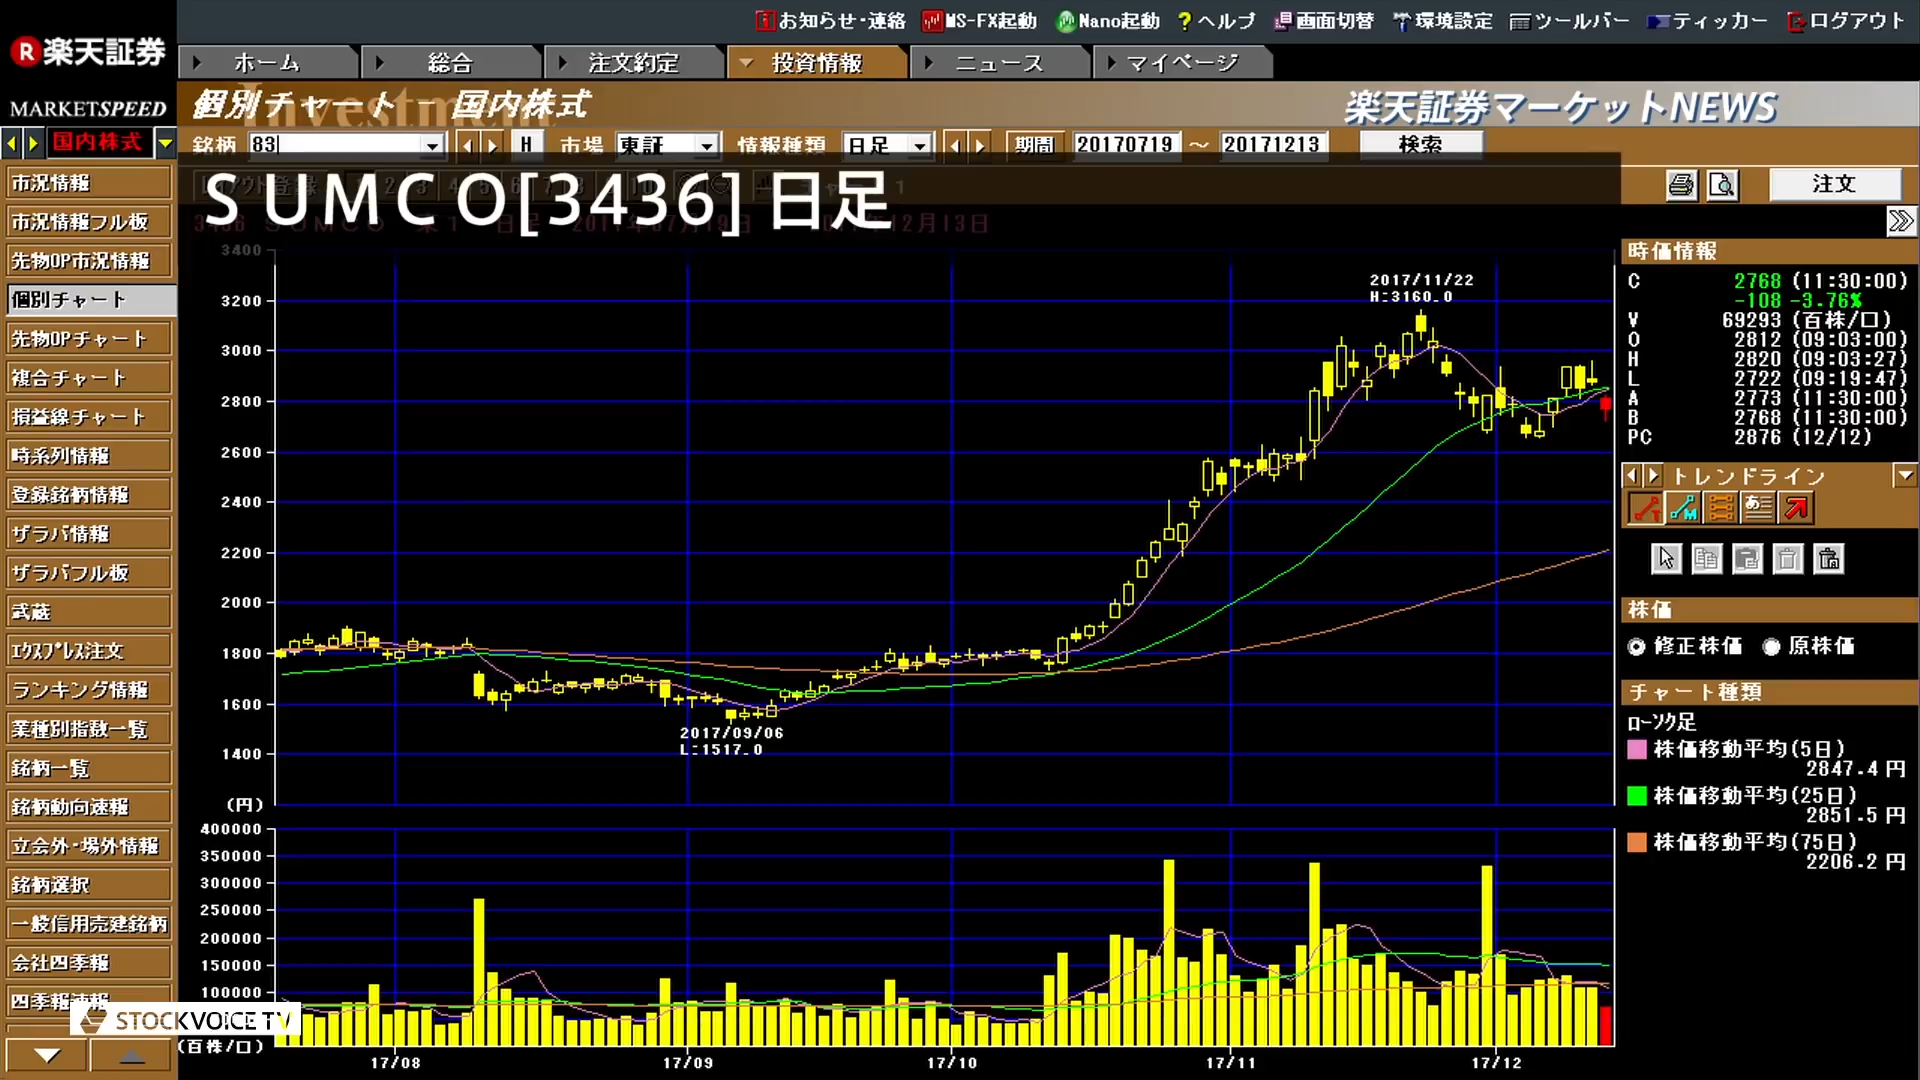 お知らせ・連絡 MS-FX起動 Nano起動 ヘルプ 画面切替 環境設定 ツールバー ティッカー ログアウト
R楽天証券
MARKETSPEED
ホーム 総合 注文約定 投資情報 ニュース マイページ
個別チャート － 国内株式
楽天証券マーケットNEWS
国内株式
銘柄 83 H 市場 東証 情報種類 日足 期間 20170719 ～ 20171213 検索
SUMCO[3436] 日足
注文
市況情報
市況情報フル板
先物OP市況情報
個別チャート
先物OPチャート
複合チャート
損益線チャート
時系列情報
登録銘柄情報
ザラバ情報
ザラバフル板
武蔵
ｴｸｽﾌﾟﾚｽ注文
ランキング情報
業種別指数一覧
銘柄一覧
銘柄動向速報
立会外・場外情報
銘柄選択
一般信用売建銘柄
会社四季報
四季報速報
STOCKVOICE TV
3400
3200
3000
2800
2600
2400
2200
2000
1800
1600
1400
(円)
2017/11/22
H:3160.0
2017/09/06
L:1517.0
400000
350000
300000
250000
200000
150000
100000
(百株/口)
17/08 17/09 17/10 17/11 17/12
時価情報
C 2768 (11:30:00)
-108 -3.76%
V 69293 (百株/口)
O 2812 (09:03:00)
H 2820 (09:03:27)
L 2722 (09:19:47)
A 2773 (11:30:00)
B 2768 (11:30:00)
PC 2876 (12/12)
トレンドライン
株価
修正株価 原株価
チャート種類
ﾛｰｿｸ足
株価移動平均(5日)
2847.4 円
株価移動平均(25日)
2851.5 円
株価移動平均(75日)
2206.2 円